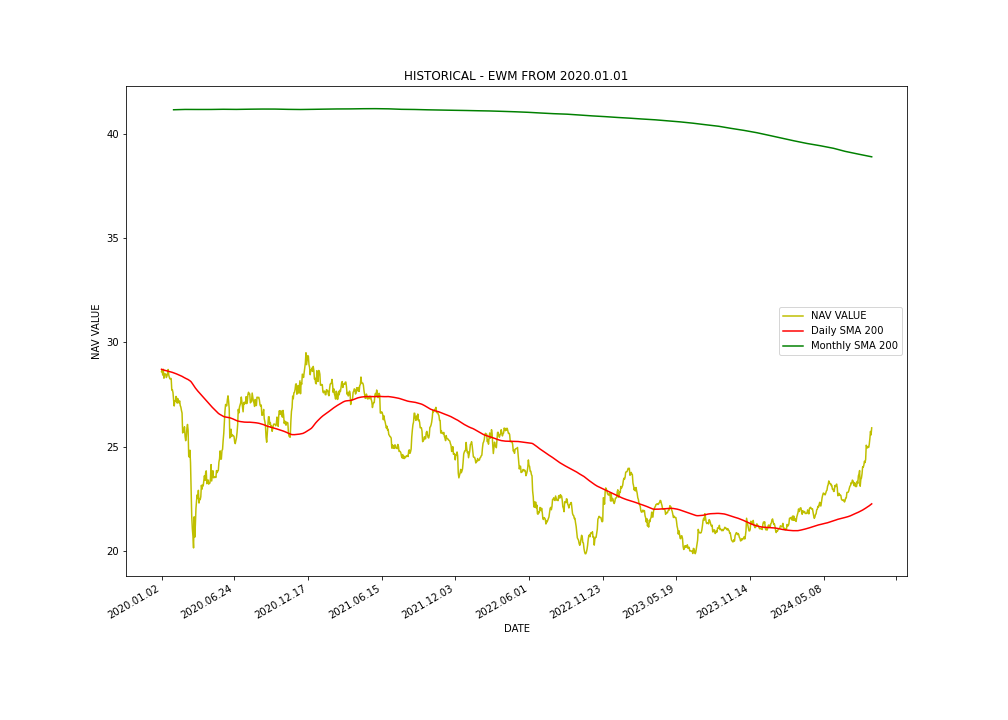 HISTORICAL - EWM FROM 2020.01.01
NAV VALUE
40
35
30
25
20
NAV VALUE
Daily SMA 200
Monthly SMA 200
2020.01.02
2020.06.24
2020.12.17
2021.06.15
2021.12.03
2022.06.01
2022.11.23
2023.05.19
2023.11.14
2024.05.08
DATE